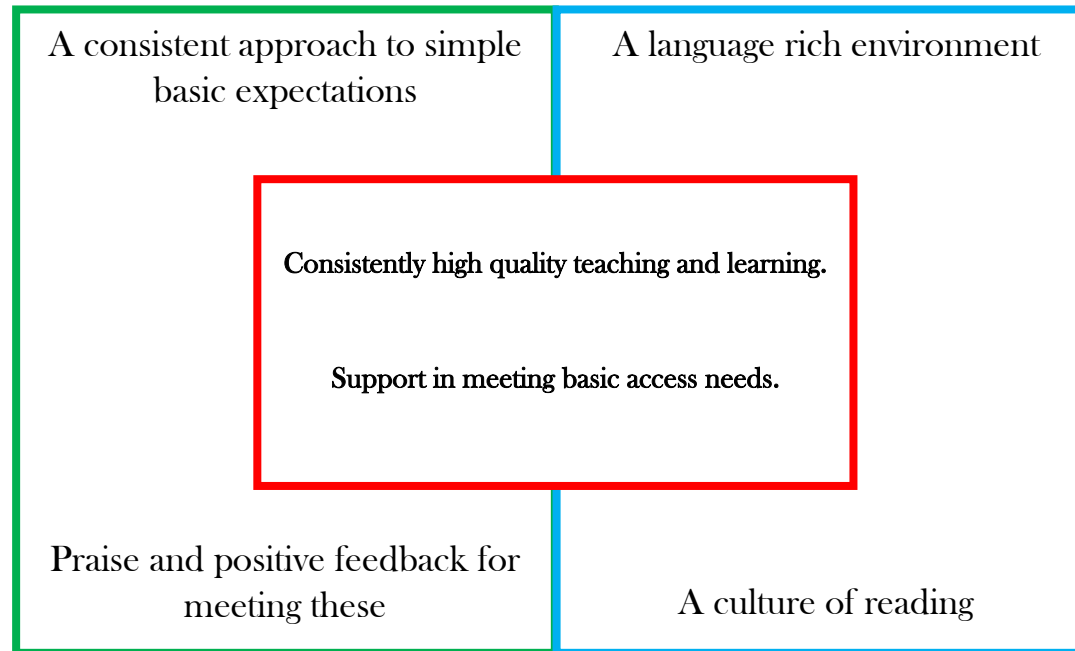 A consistent approach to simple
basic expectations
A language rich environment
Consistently high quality teaching and learning.
Support in meeting basic access needs.
Praise and positive feedback for
meeting these
A culture of reading